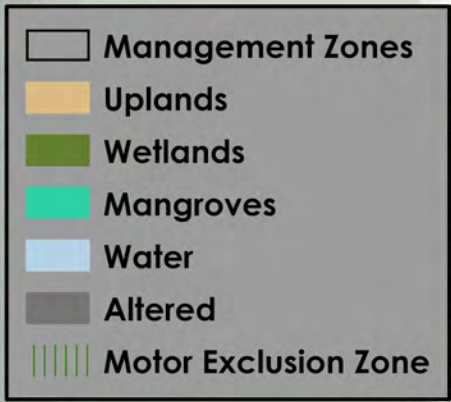 Management Zones
Uplands
Wetlands
Mangroves
Water
Altered
Motor Exclusion Zone